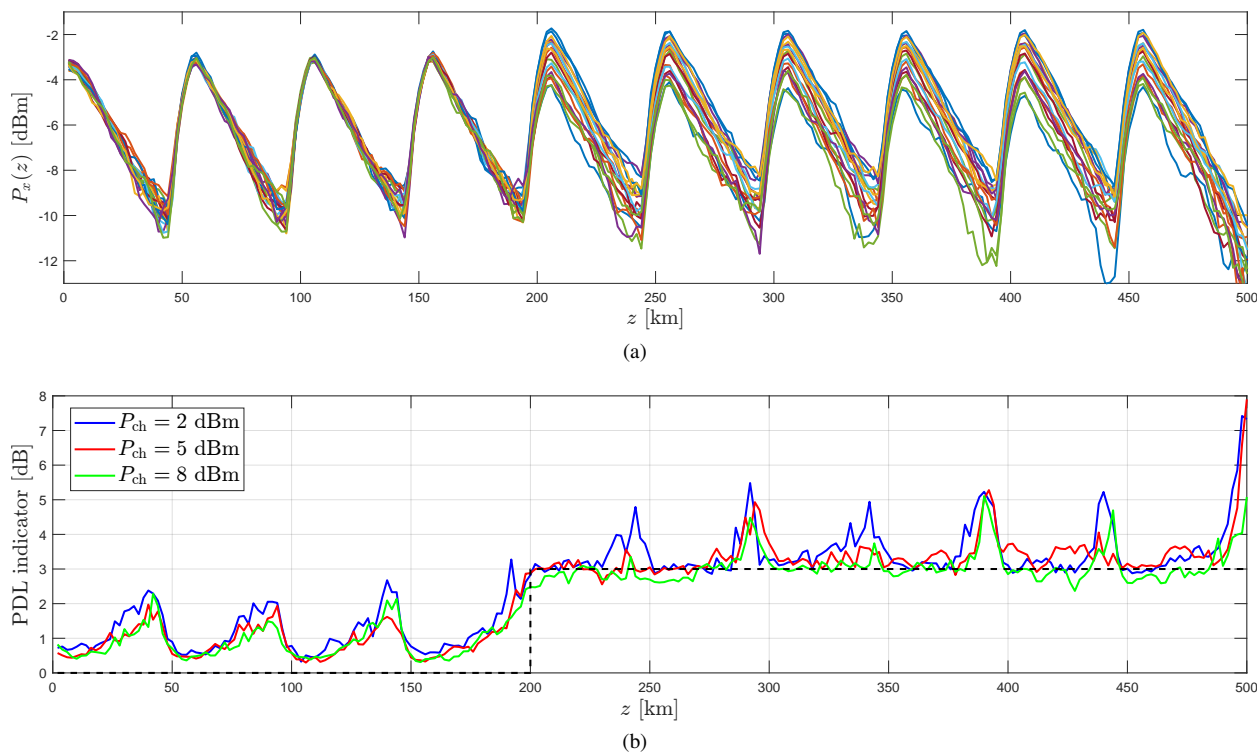 -2
-4
-6
-8
-10
-12
P_x(z) [dBm]
0 50 100 150 200 250 300 350 400 450 500
z [km]
(a)
8
7
6
5
4
3
2
1
0
PDL indicator [dB]
P_ch = 2 dBm
P_ch = 5 dBm
P_ch = 8 dBm
0 50 100 150 200 250 300 350 400 450 500
z [km]
(b)